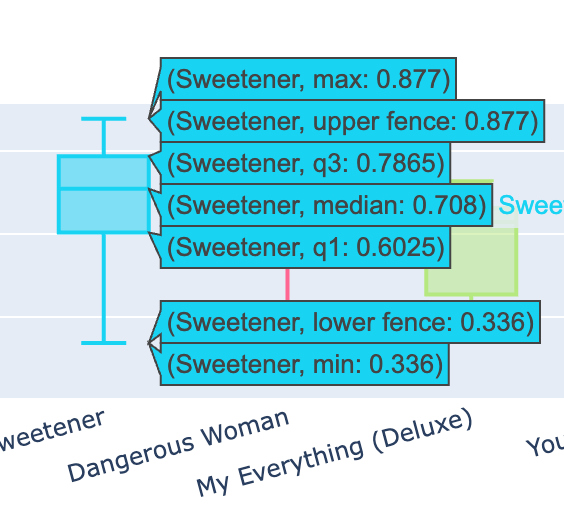 (Sweetener, max: 0.877)
(Sweetener, upper fence: 0.877)
(Sweetener, q3: 0.7865)
(Sweetener, median: 0.708)
(Sweetener, q1: 0.6025)
(Sweetener, lower fence: 0.336)
(Sweetener, min: 0.336)
Dangerous Woman
My Everything (Deluxe)